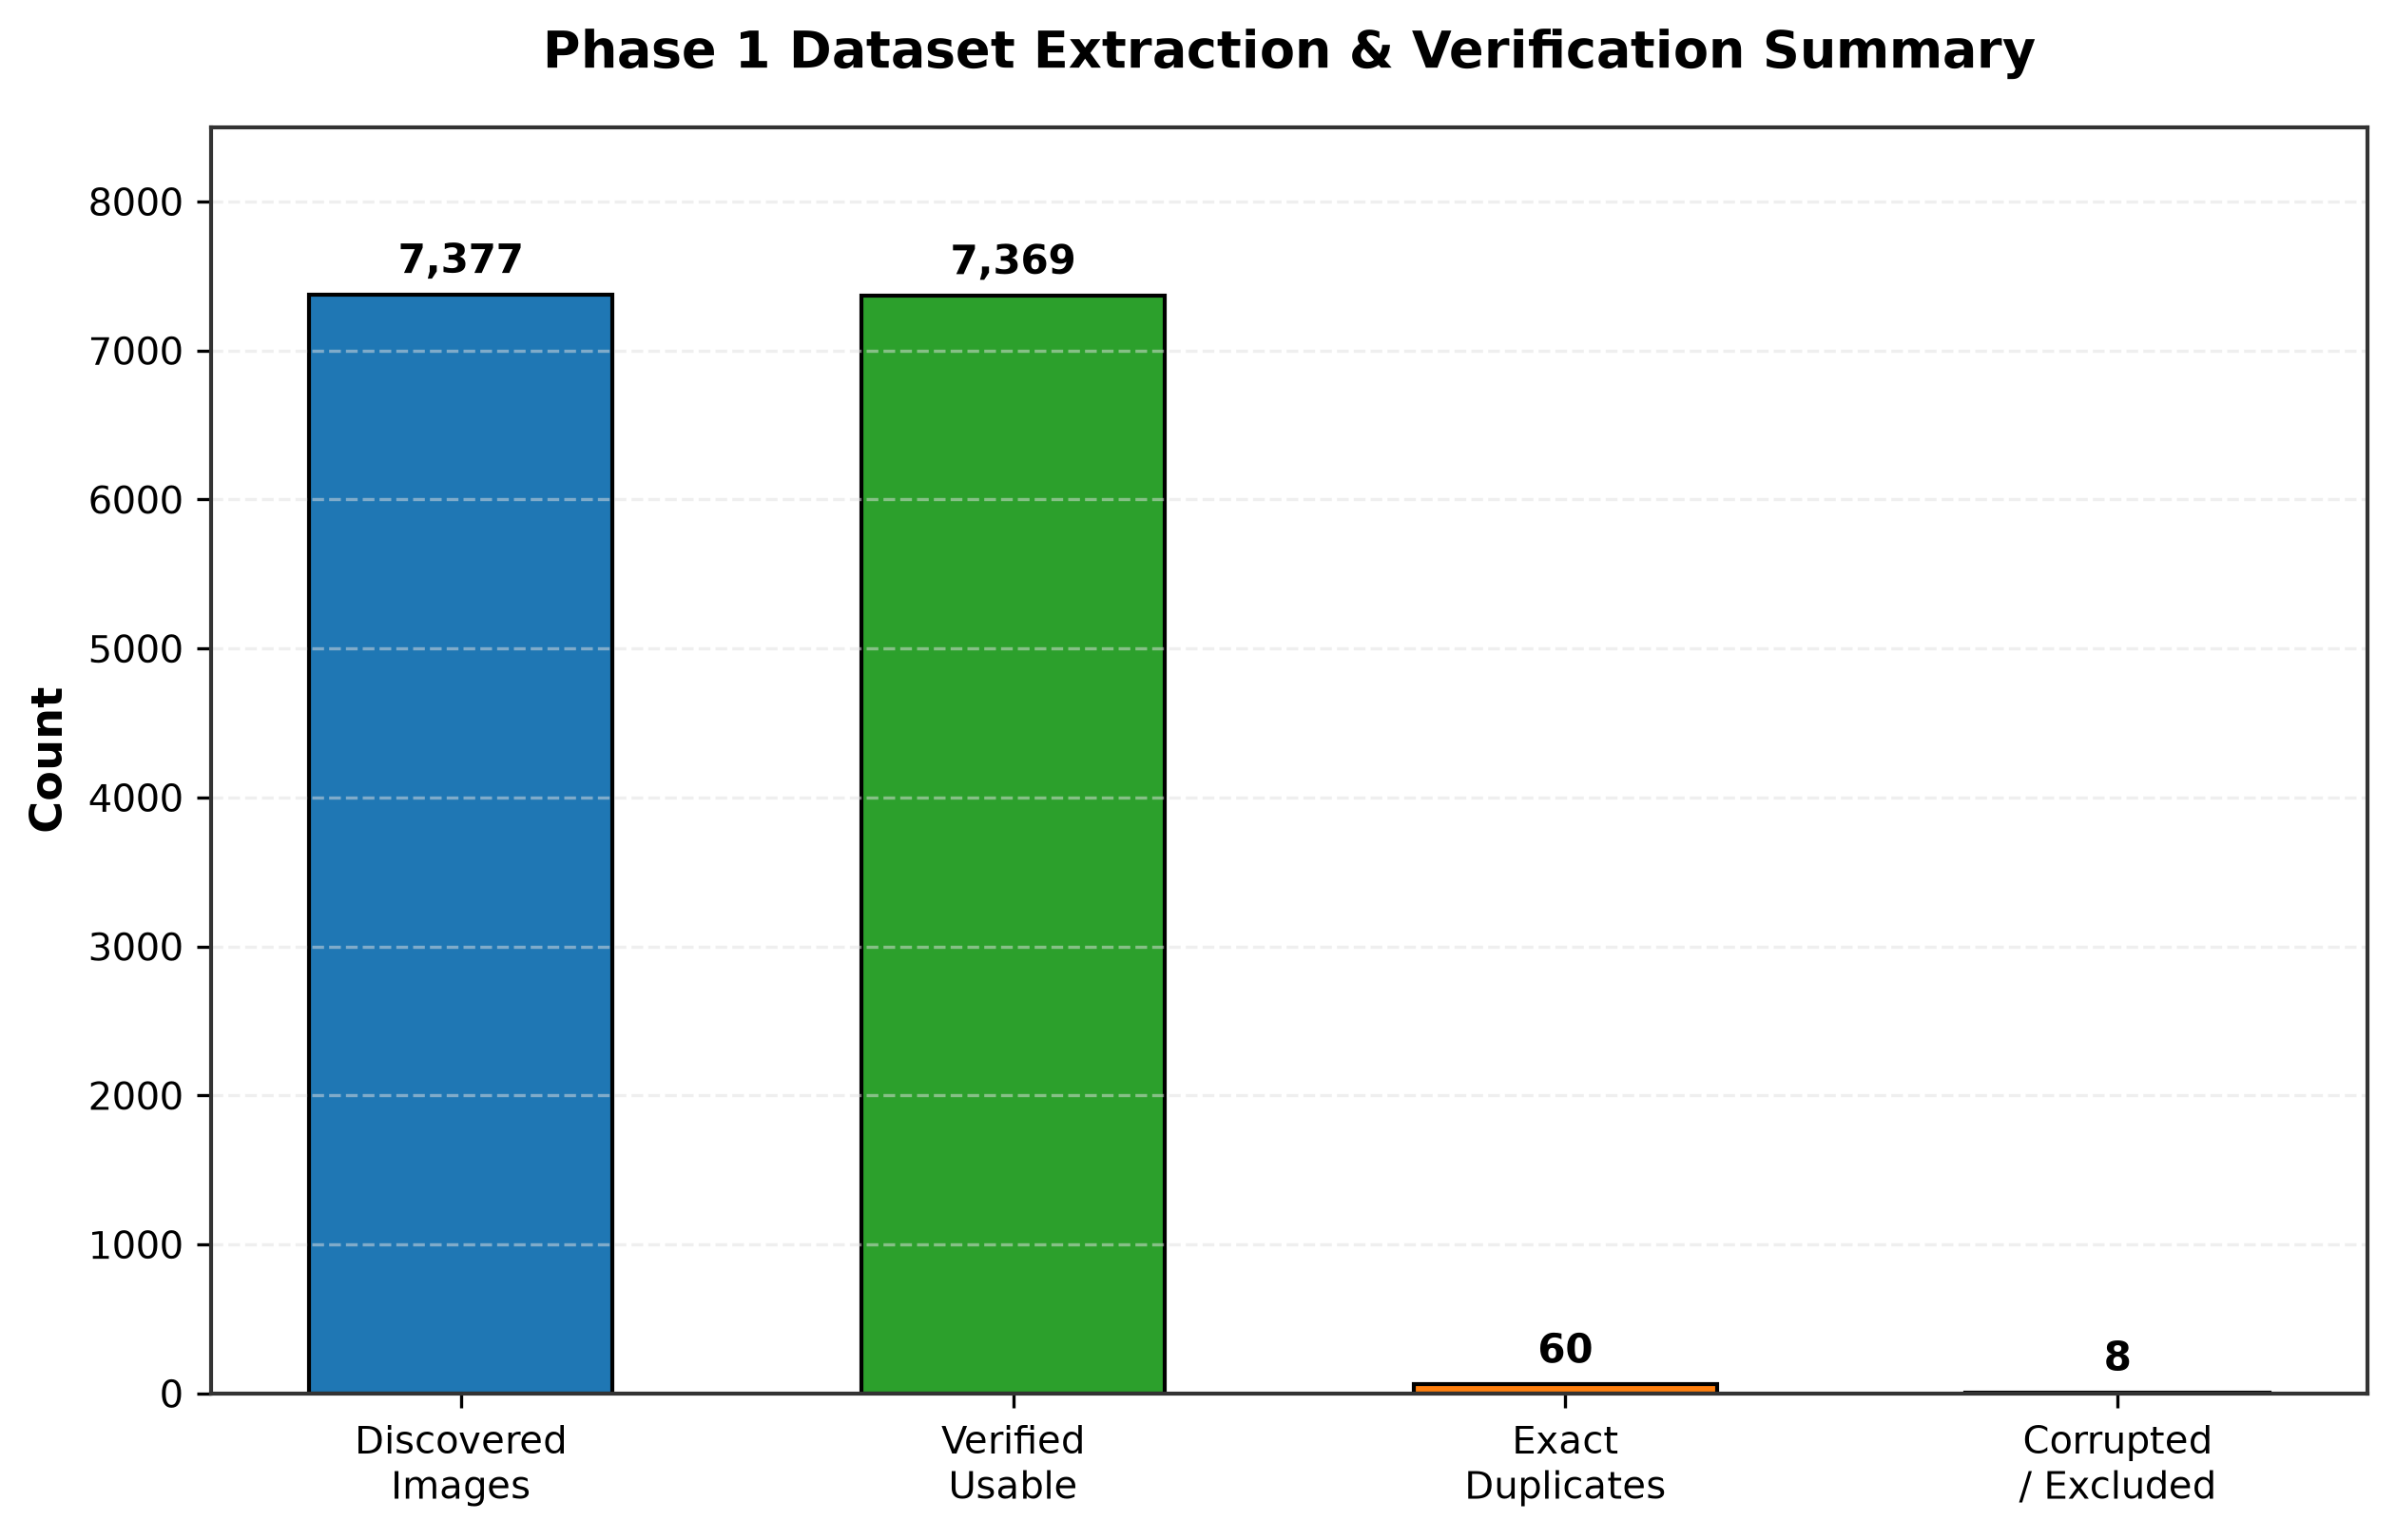 Phase 1 Dataset Extraction & Verification Summary
Count
8000
7000
6000
5000
4000
3000
2000
1000
0
7,377
7,369
60
8
Discovered
Images
Verified
Usable
Exact
Duplicates
Corrupted
/ Excluded